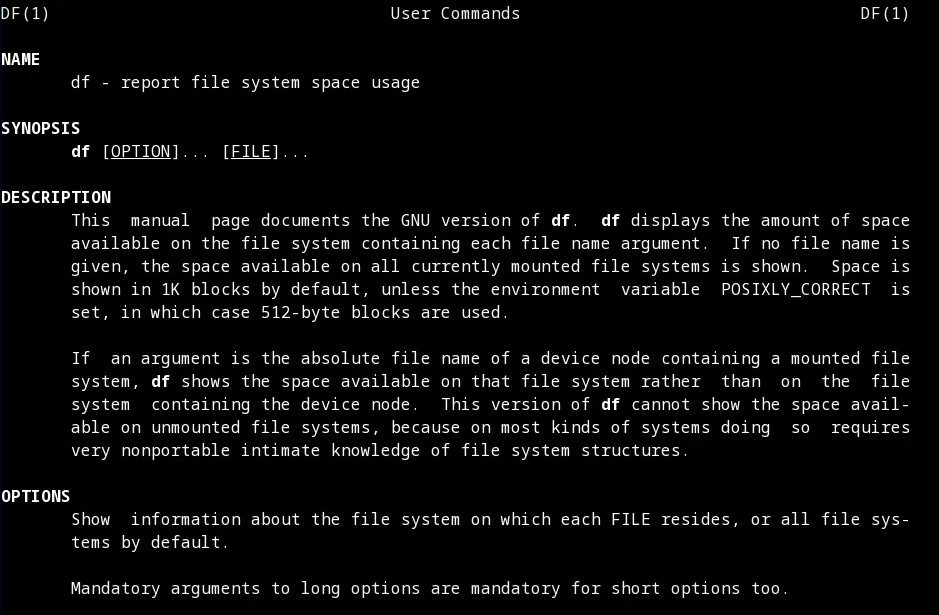 DF(1) User Commands DF(1)
NAME
df - report file system space usage
SYNOPSIS
df [OPTION]... [FILE]...
DESCRIPTION
This manual page documents the GNU version of df. df displays the amount of space
available on the file system containing each file name argument. If no file name is
given, the space available on all currently mounted file systems is shown. Space is
shown in 1K blocks by default, unless the environment variable POSIXLY_CORRECT is
set, in which case 512-byte blocks are used.
If an argument is the absolute file name of a device node containing a mounted file
system, df shows the space available on that file system rather than on the file
system containing the device node. This version of df cannot show the space avail-
able on unmounted file systems, because on most kinds of systems doing so requires
very nonportable intimate knowledge of file system structures.
OPTIONS
Show information about the file system on which each FILE resides, or all file sys-
tems by default.
Mandatory arguments to long options are mandatory for short options too.